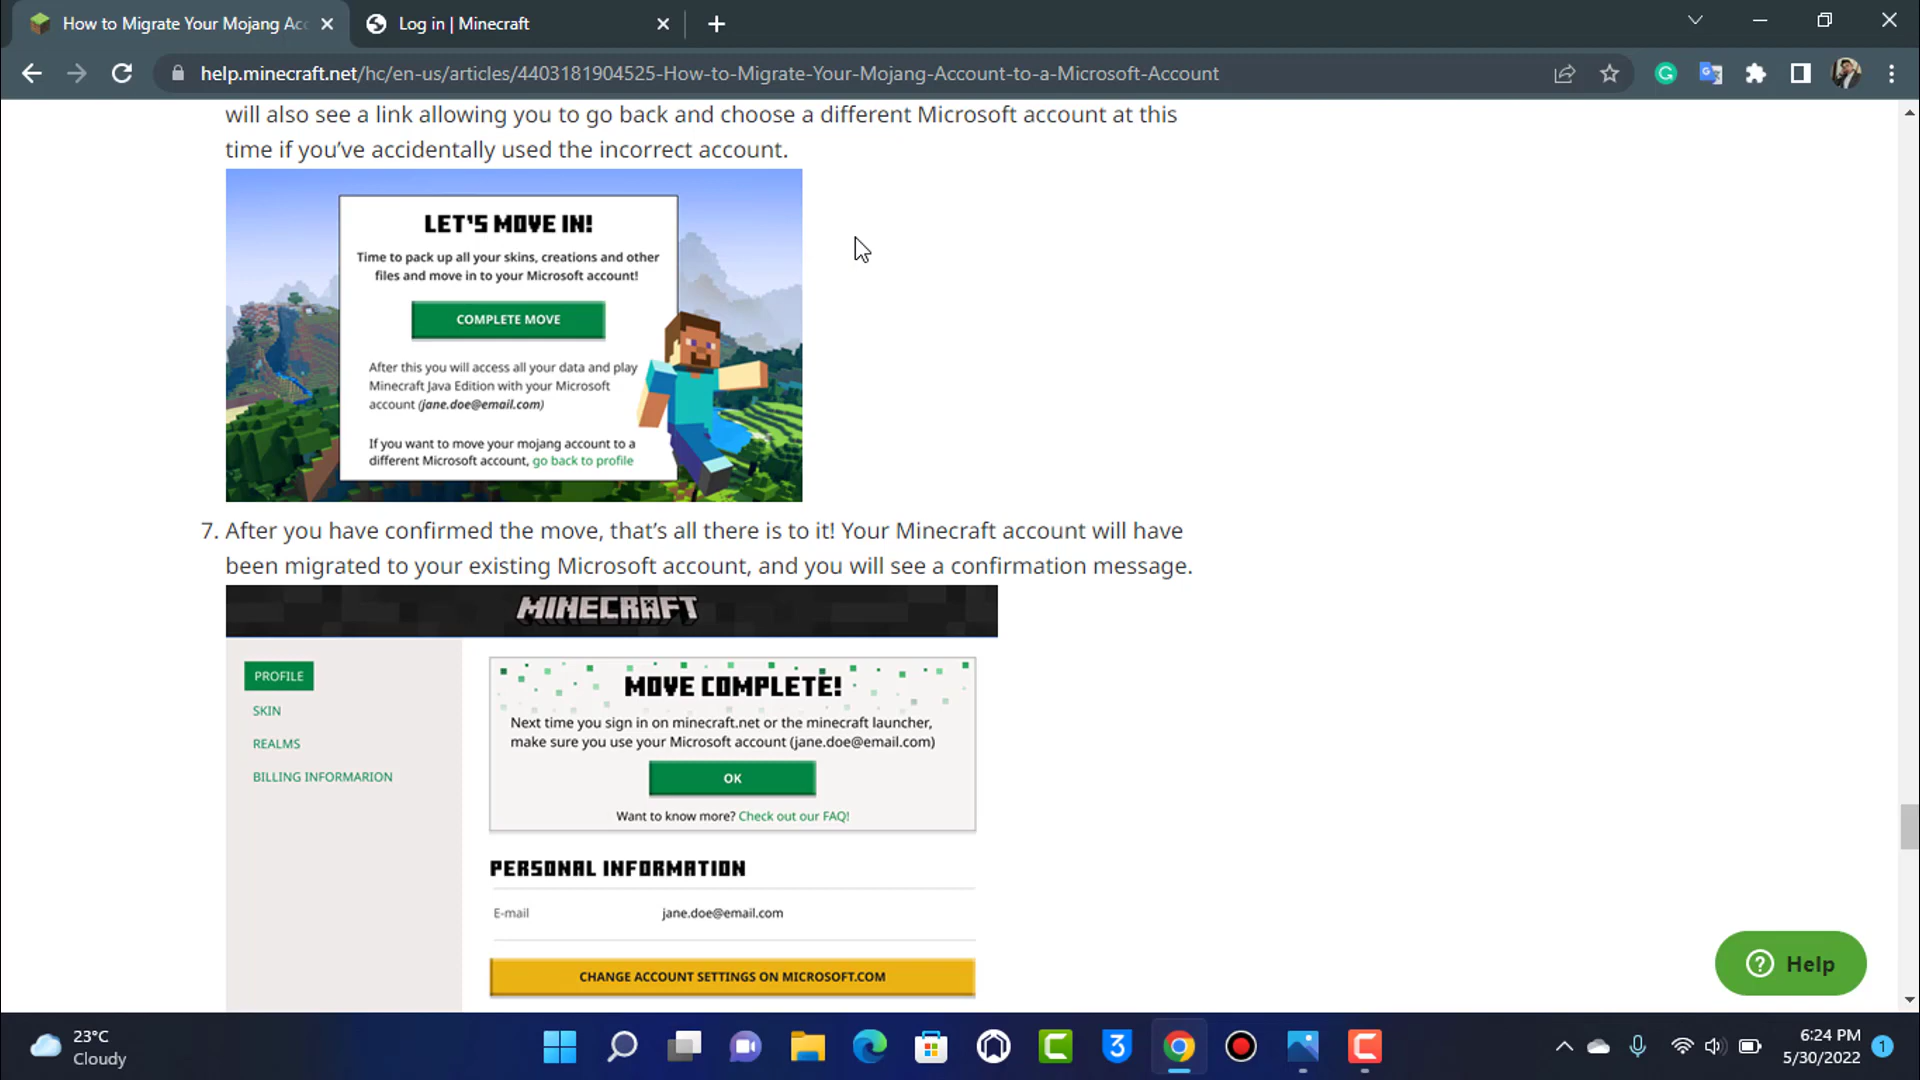 How to Migrate Your Mojang Acc
Log in | Minecraft
help.minecraft.net/hc/en-us/articles/4403181904525-How-to-Migrate-Your-Mojang-Account-to-a-Microsoft-Account
will also see a link allowing you to go back and choose a different Microsoft account at this
time if you’ve accidentally used the incorrect account.
LET'S MOVE IN!
Time to pack up all your skins, creations and other
files and move in to your Microsoft account!
COMPLETE MOVE
After this you will access all your data and play
Minecraft Java Edition with your Microsoft
account (jane.doe@email.com)
If you want to move your mojang account to a
different Microsoft account, go back to profile
7. After you have confirmed the move, that’s all there is to it! Your Minecraft account will have
been migrated to your existing Microsoft account, and you will see a confirmation message.
MINECRAFT
PROFILE
SKIN
REALMS
BILLING INFORMARION
MOVE COMPLETE!
Next time you sign in on minecraft.net or the minecraft launcher,
make sure you use your Microsoft account (jane.doe@email.com)
OK
Want to know more? Check out our FAQ!
PERSONAL INFORMATION
E-mail jane.doe@email.com
CHANGE ACCOUNT SETTINGS ON MICROSOFT.COM
Help
23°C
Cloudy
6:24 PM
5/30/2022
1